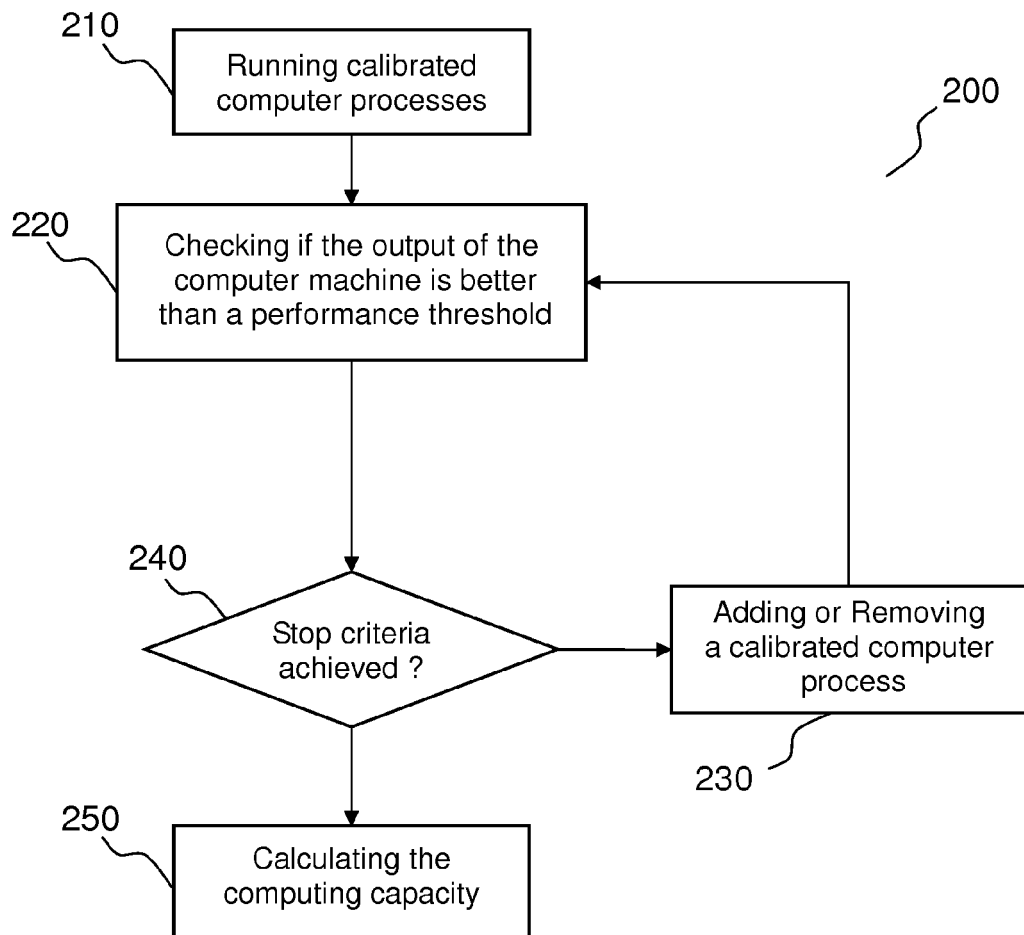 210
Running calibrated
computer processes
200
220
Checking if the output of the
computer machine is better
than a performance threshold
240
Stop criteria
achieved ?
Adding or Removing
a calibrated computer
process
230
250
Calculating the
computing capacity